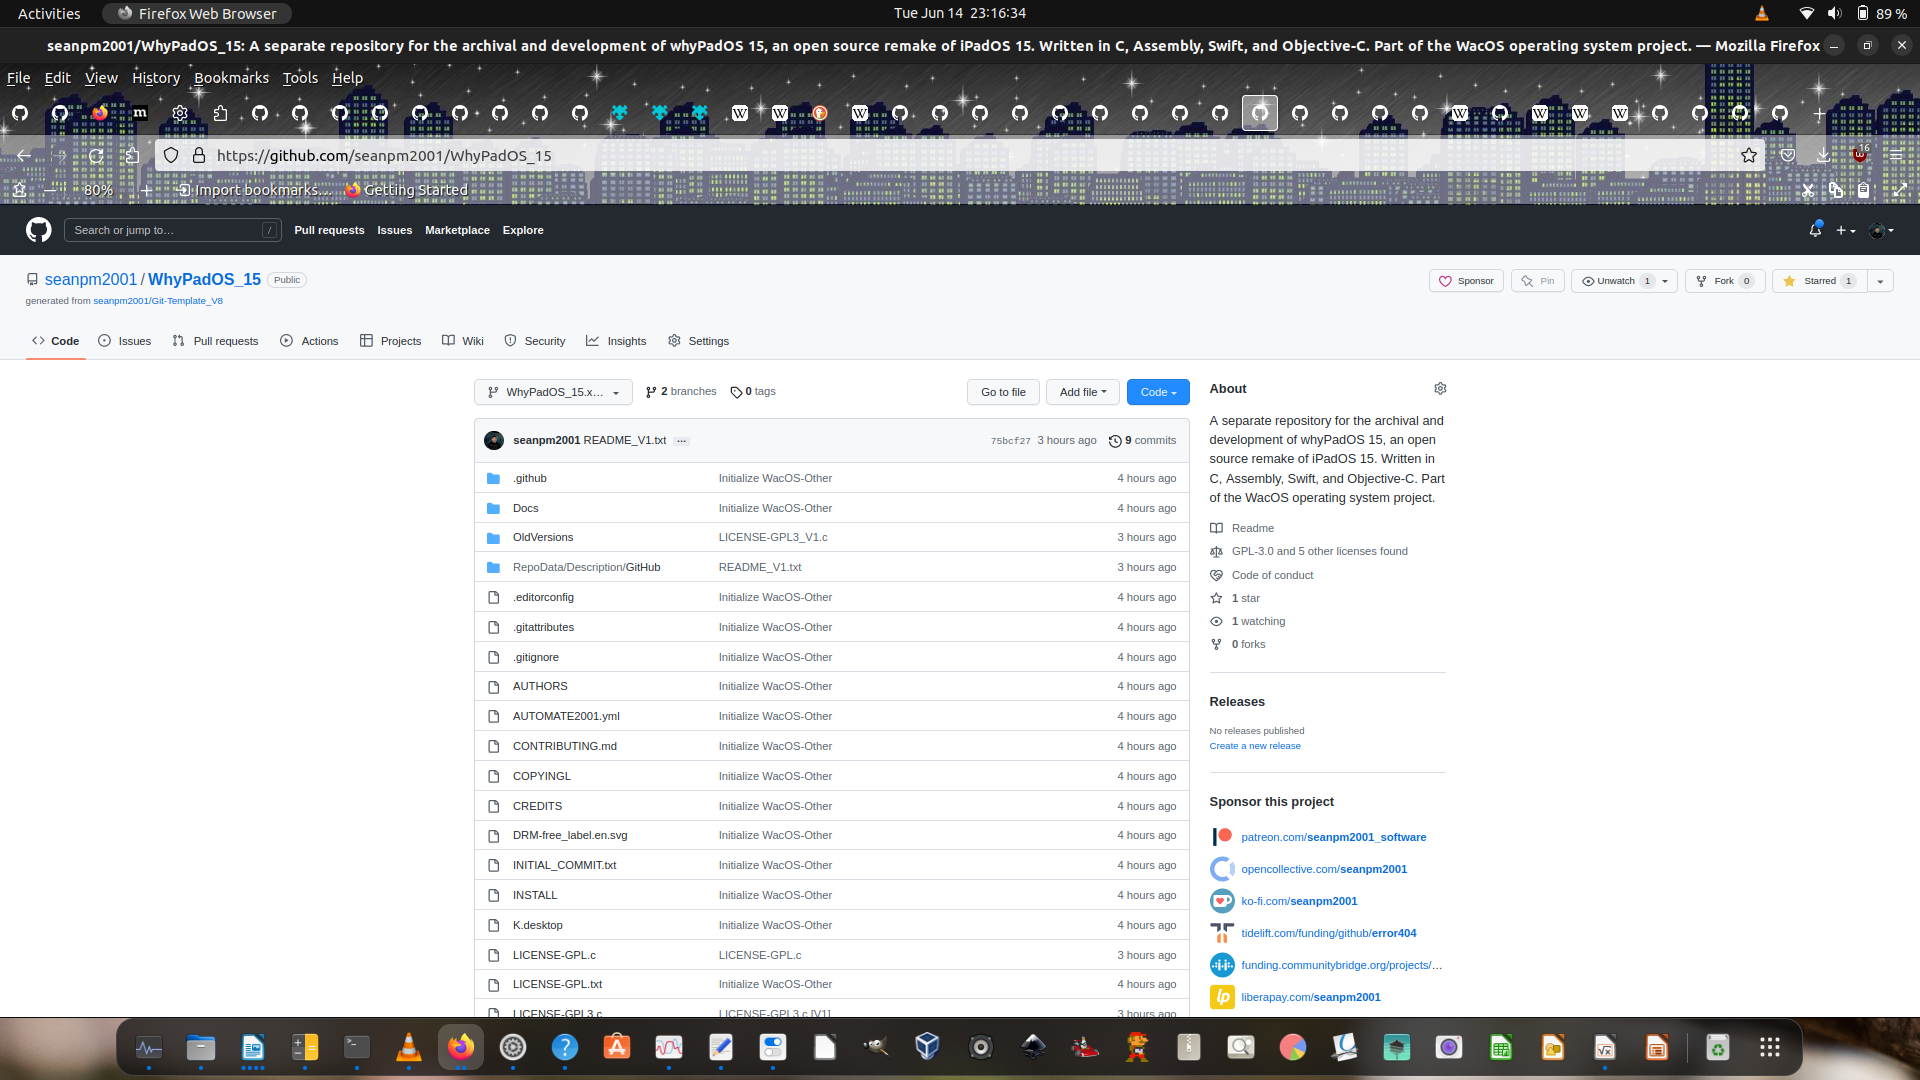 Activities
Firefox Web Browser
Tue Jun 14  23:16:34
89 %
seanpm2001/WhyPadOS_15: A separate repository for the archival and development of whyPadOS 15, an open source remake of iPadOS 15. Written in C, Assembly, Swift, and Objective-C. Part of the WacOS operating system project. — Mozilla Firefox
File Edit View History Bookmarks Tools Help
https://github.com/seanpm2001/WhyPadOS_15
16
80%
Import bookmarks...
Getting Started
Search or jump to...
/
Pull requests Issues Marketplace Explore
seanpm2001 / WhyPadOS_15 Public
generated from seanpm2001/Git-Template_V8
Sponsor
Pin
Unwatch 1
Fork 0
Starred 1
Code
Issues
Pull requests
Actions
Projects
Wiki
Security
Insights
Settings
WhyPadOS_15.x...
2 branches
0 tags
Go to file
Add file
Code
seanpm2001 README_V1.txt ...
75bcf27 3 hours ago 9 commits
.github Initialize WacOS-Other 4 hours ago
Docs Initialize WacOS-Other 4 hours ago
OldVersions LICENSE-GPL3_V1.c 3 hours ago
RepoData/Description/GitHub README_V1.txt 3 hours ago
.editorconfig Initialize WacOS-Other 4 hours ago
.gitattributes Initialize WacOS-Other 4 hours ago
.gitignore Initialize WacOS-Other 4 hours ago
AUTHORS Initialize WacOS-Other 4 hours ago
AUTOMATE2001.yml Initialize WacOS-Other 4 hours ago
CONTRIBUTING.md Initialize WacOS-Other 4 hours ago
COPYINGL Initialize WacOS-Other 4 hours ago
CREDITS Initialize WacOS-Other 4 hours ago
DRM-free_label.en.svg Initialize WacOS-Other 4 hours ago
INITIAL_COMMIT.txt Initialize WacOS-Other 4 hours ago
INSTALL Initialize WacOS-Other 4 hours ago
K.desktop Initialize WacOS-Other 4 hours ago
LICENSE-GPL.c LICENSE-GPL.c 3 hours ago
LICENSE-GPL.txt Initialize WacOS-Other 4 hours ago
LICENSE-GPL3.c LICENSE-GPL3.c [V1] 3 hours ago
About
A separate repository for the archival and
development of whyPadOS 15, an open
source remake of iPadOS 15. Written in
C, Assembly, Swift, and Objective-C. Part
of the WacOS operating system project.
Readme
GPL-3.0 and 5 other licenses found
Code of conduct
1 star
1 watching
0 forks
Releases
No releases published
Create a new release
Sponsor this project
patreon.com/seanpm2001_software
opencollective.com/seanpm2001
ko-fi.com/seanpm2001
tidelift.com/funding/github/error404
funding.communitybridge.org/projects/...
liberapay.com/seanpm2001